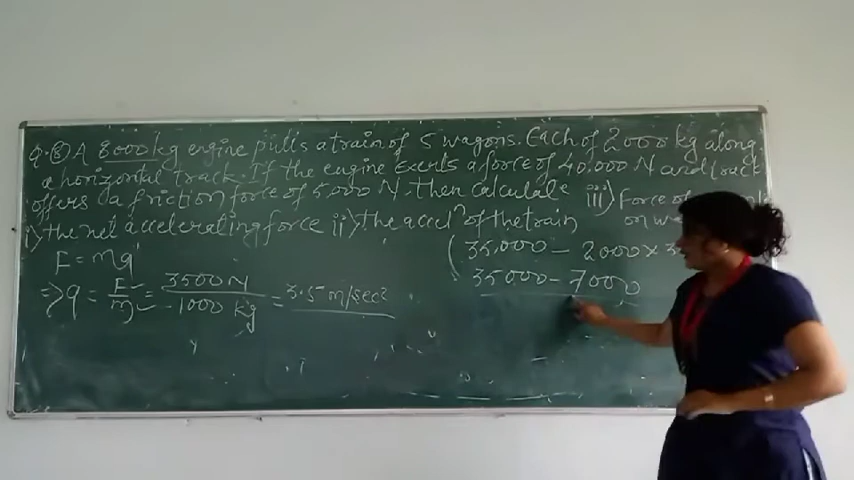 Q.⑧ A 8000 kg engine pulls a train of 5 wagons. Each of 2000 kg along
a horizontal track. If the engine Exerts a force of 40,000 N and track
offers a friction force of 5,000 N, then calculate
i) the net accelerating force ii) the accelⁿ of the train
iii) Force of
on w
F = ma
⇒ a = F/m = 3500 N / 1000 kg = 3.5 m/sec²
(35,000 - 2000 × 3
35000 - 7000